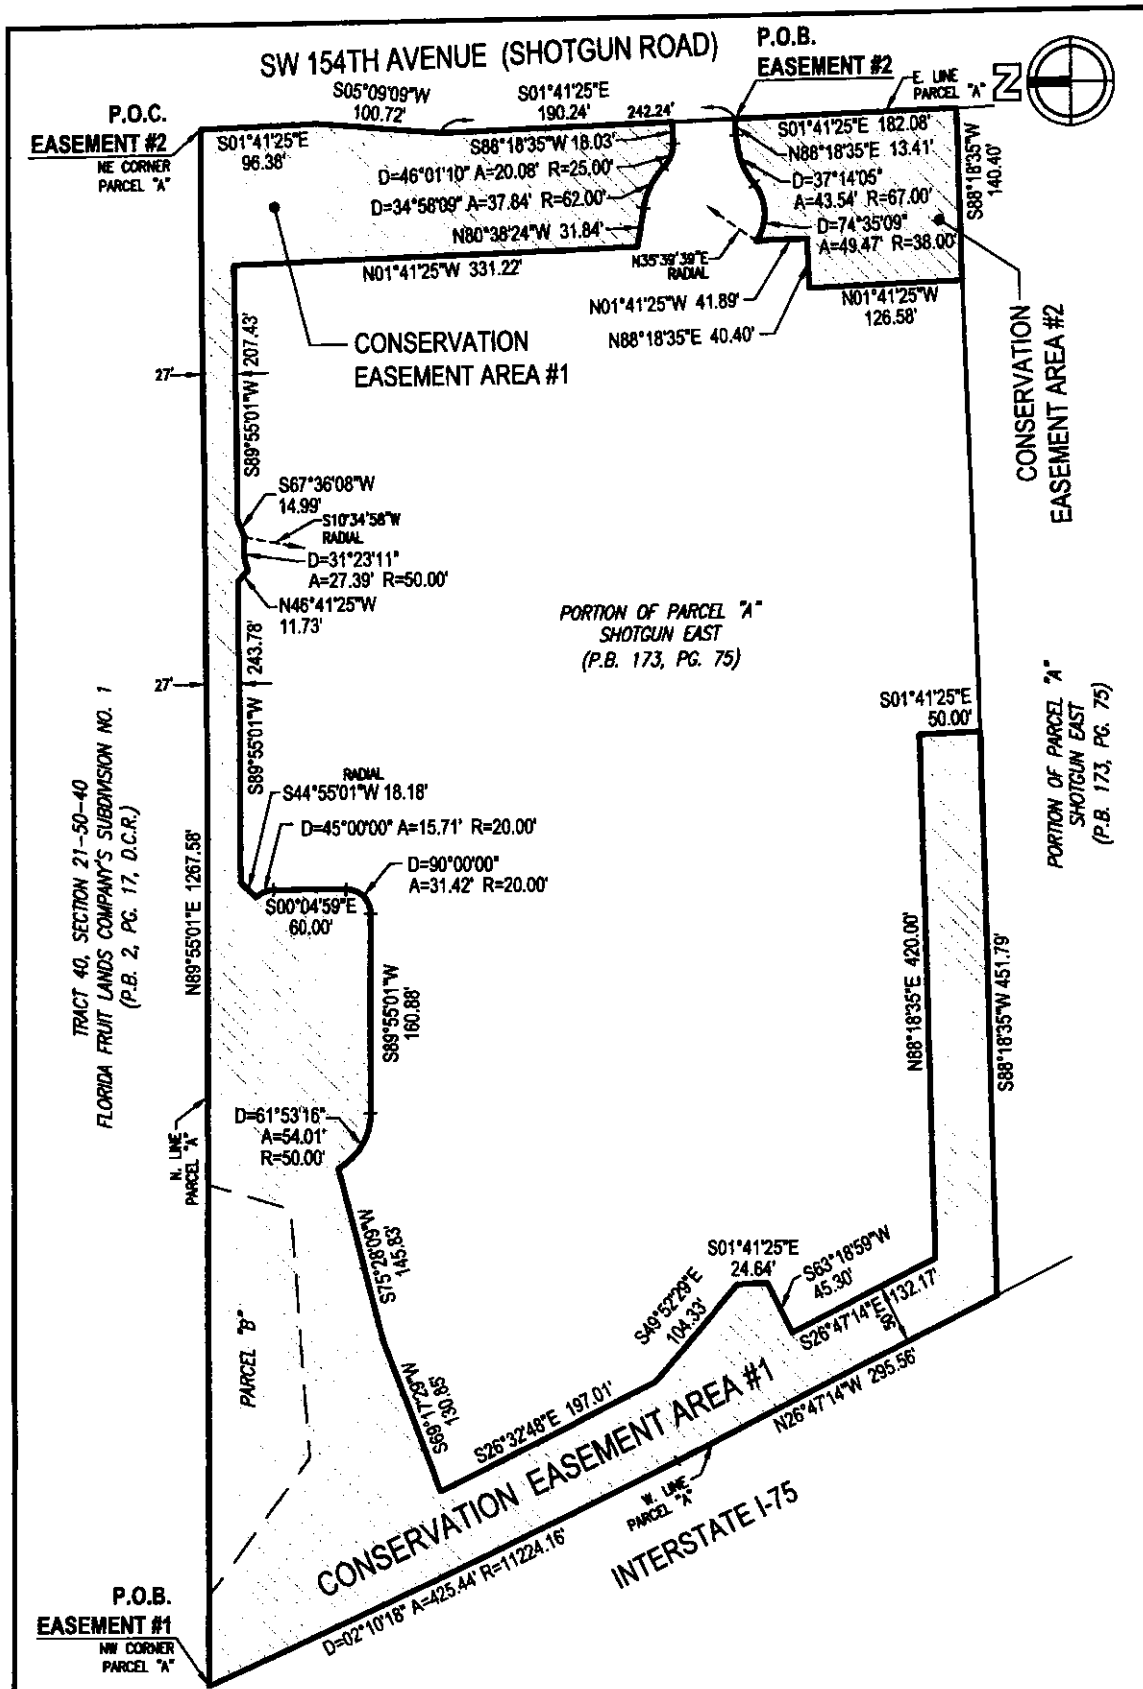 SW 154TH AVENUE (SHOTGUN ROAD)
P.O.B.
EASEMENT #2
E. LINE
PARCEL "A"
N
P.O.C.
EASEMENT #2
NE CORNER
PARCEL "A"
S05°09'09"W
100.72'
S01°41'25"E
190.24'
242.24'
S01°41'25"E
96.38'
S88°18'35"W 18.03'
D=46°01'10" A=20.08' R=25.00'
D=34°58'09" A=37.84' R=62.00'
N80°38'24"W 31.84'
N01°41'25"W 331.22'
S01°41'25"E 182.08'
N88°18'35"E 13.41'
D=37°14'05"
A=43.54' R=67.00'
D=74°35'09"
A=49.47' R=38.00'
S88°18'35"W
140.40'
N35°39'39"E
RADIAL
N01°41'25"W 41.89'
N88°18'35"E 40.40'
N01°41'25"W
126.58'
CONSERVATION
EASEMENT AREA #1
CONSERVATION
EASEMENT AREA #2
27'
S89°55'01"W 207.43'
S67°36'08"W
14.99'
S10°34'58"W
RADIAL
D=31°23'11"
A=27.39' R=50.00'
N46°41'25"W
11.73'
PORTION OF PARCEL "A"
SHOTGUN EAST
(P.B. 173, PG. 75)
27'
S89°55'01"W 243.78'
S01°41'25"E
50.00'
PORTION OF PARCEL "A"
SHOTGUN EAST
(P.B. 173, PG. 75)
RADIAL
S44°55'01"W 18.18'
D=45°00'00" A=15.71' R=20.00'
D=90°00'00"
A=31.42' R=20.00'
S00°04'59"E
60.00'
TRACT 40, SECTION 21-50-40
FLORIDA FRUIT LANDS COMPANY'S SUBDIVISION NO. 1
(P.B. 2, PG. 17, D.C.R.)
N89°55'01"E 1267.58'
S89°55'01"W
160.88'
N88°18'35"E 420.00'
S88°18'35"W 451.79'
D=61°53'16"
A=54.01'
R=50.00'
N. LINE
PARCEL "A"
S75°28'09"W
145.83'
PARCEL "B"
S69°17'29"W
130.85'
S26°32'48"E 197.01'
S49°52'29"E
104.33'
S01°41'25"E
24.64'
S63°18'59"W
45.30'
S26°47'14"E 132.17'
50'
N26°47'14"W 295.56'
CONSERVATION EASEMENT AREA #1
W. LINE
PARCEL "A"
INTERSTATE I-75
D=02°10'18" A=425.44' R=11224.16'
P.O.B.
EASEMENT #1
NW CORNER
PARCEL "A"